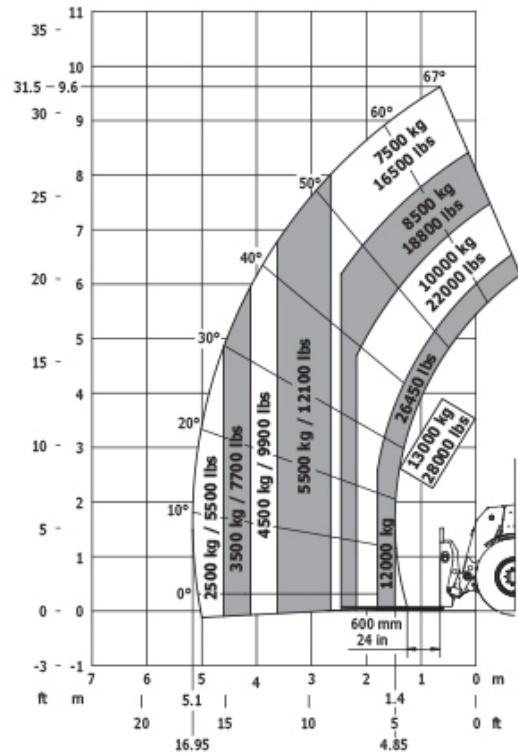 11
35
10
67°
31.5 - 9.6
60°
30
9
7500 kg
16500 lbs
50°
8
25
8500 kg
18800 lbs
7
40°
10000 kg
22000 lbs
20
6
30°
5
15
26450 lbs
4
5500 kg / 12100 lbs
13000 kg
28000 lbs
20°
4500 kg / 9900 lbs
10
3
3500 kg / 7700 lbs
2500 kg / 5500 lbs
10°
2
5
1
12000 kg
0°
0
0
600 mm
24 in
-3
-1
ft
m
7
6
5
4
3
2
1
0
m
5.1
1.4
20
15
10
5
0
ft
16.95
4.85